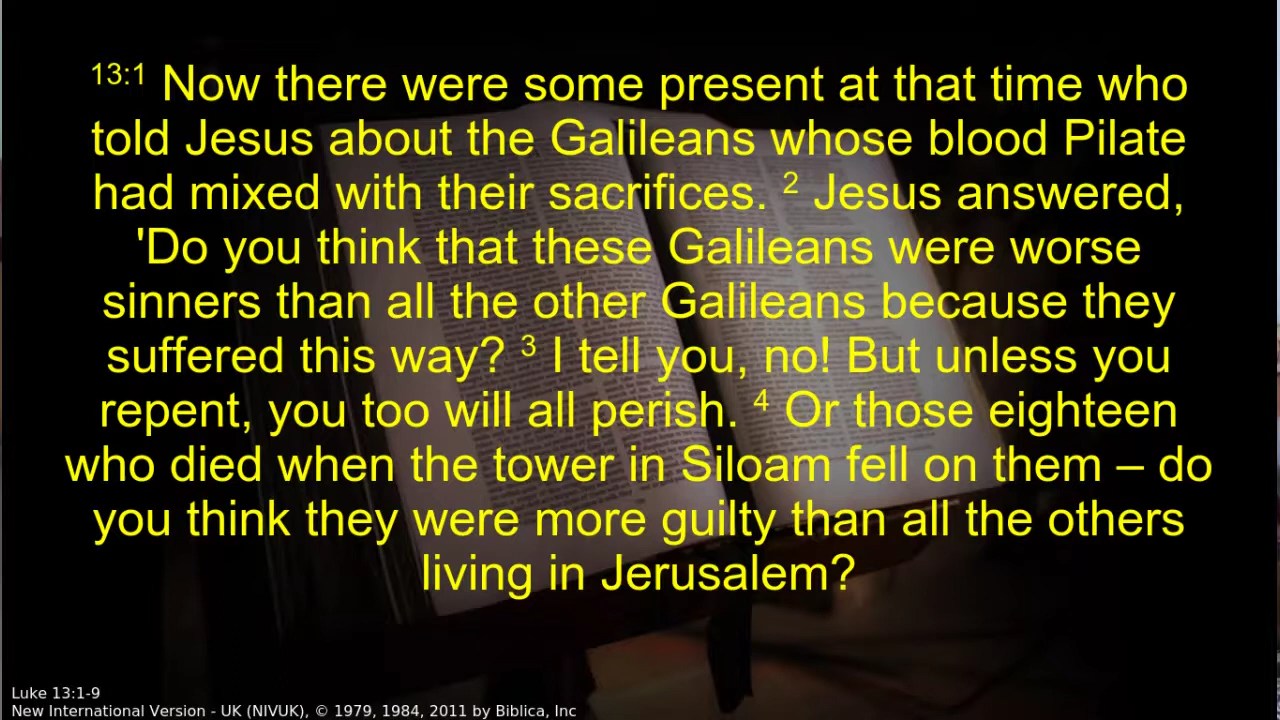 13:1 Now there were some present at that time who
told Jesus about the Galileans whose blood Pilate
had mixed with their sacrifices. 2 Jesus answered,
'Do you think that these Galileans were worse
sinners than all the other Galileans because they
suffered this way? 3 I tell you, no! But unless you
repent, you too will all perish. 4 Or those eighteen
who died when the tower in Siloam fell on them – do
you think they were more guilty than all the others
living in Jerusalem?
Luke 13:1-9
New International Version - UK (NIVUK), © 1979, 1984, 2011 by Biblica, Inc